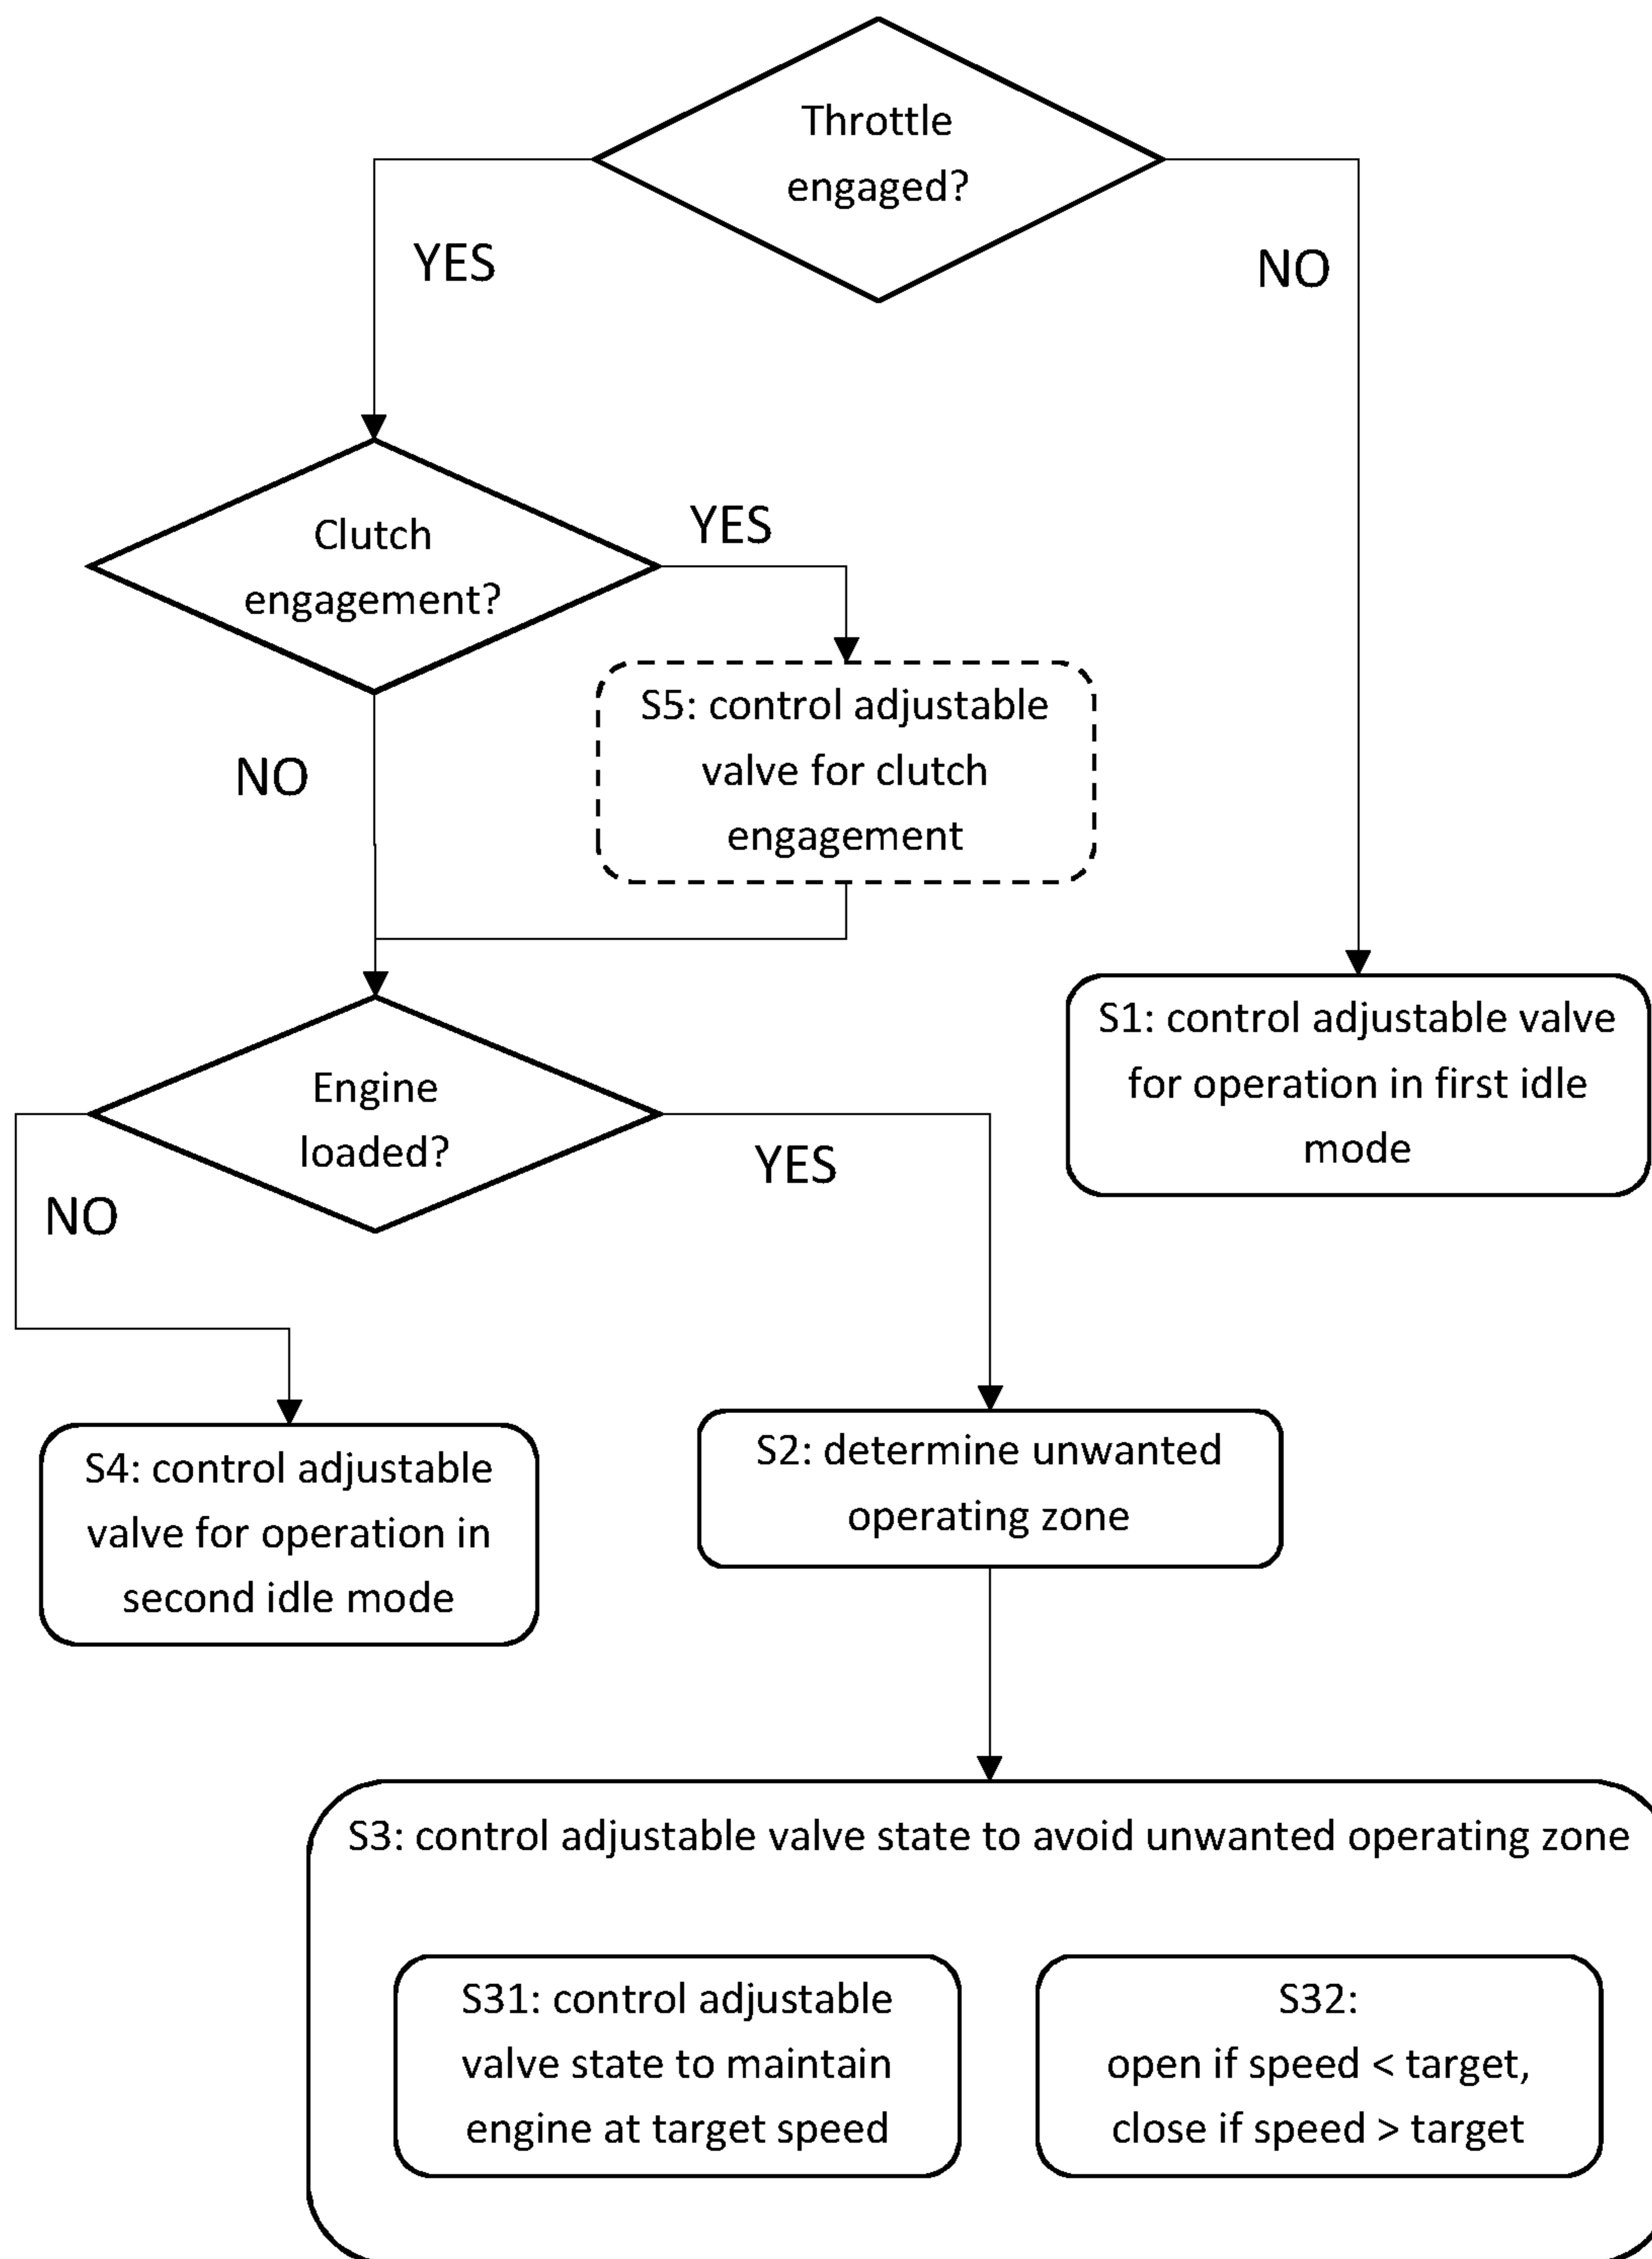 Throttle
engaged?
YES
NO
Clutch
engagement?
YES
S5: control adjustable
valve for clutch
engagement
NO
S1: control adjustable valve
for operation in first idle
mode
Engine
loaded?
YES
NO
S4: control adjustable
valve for operation in
second idle mode
S2: determine unwanted
operating zone
S3: control adjustable valve state to avoid unwanted operating zone
S31: control adjustable
valve state to maintain
engine at target speed
S32:
open if speed < target,
close if speed > target